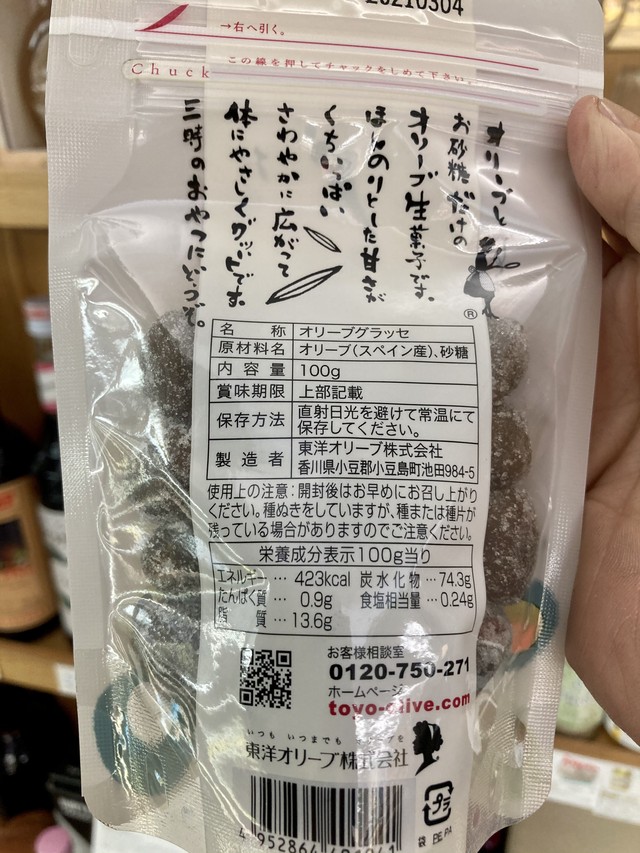 20210304
→右へ引く。
この線を押してチャックをしめて下さい。
Chuck
オリーブと
お砂糖だけの
オリーブ生菓子です。
ほんのりとした甘さが
くちいっぱい
さわやかに広がって
体にやさしくグッドです。
三時のおやつにどうぞ。
®
名称 オリーブグラッセ
原材料名 オリーブ(スペイン産)、砂糖
内容量 100g
賞味期限 上部記載
保存方法 直射日光を避けて常温にて
保存してください。
製造者 東洋オリーブ株式会社
香川県小豆郡小豆島町池田984-5
使用上の注意:開封後はお早めにお召し上がり
ください。種ぬきをしていますが、種または種片が
残っている場合がありますのでご注意ください。
栄養成分表示100g当り
エネルギー… 423kcal 炭水化物…74.3g
たんぱく質… 0.9g 食塩相当量…0.24g
脂質…13.6g
お客様相談室
0120-750-271
ホームページ
toyo-olive.com
いつも いつまでも
東洋オリーブ株式会社
プラ
袋 PE,PA
4 952864